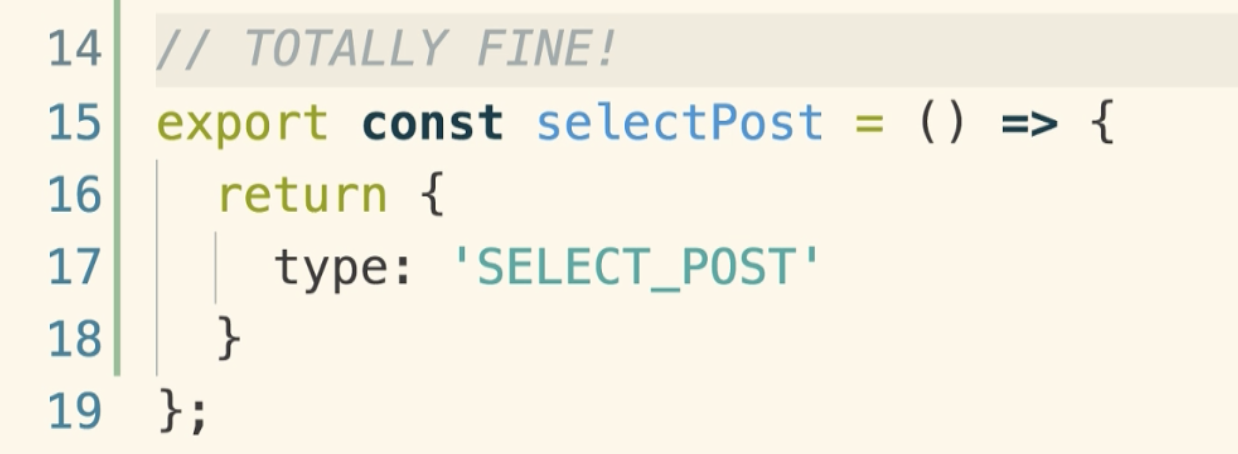 14 // TOTALLY FINE!
15 export const selectPost = () => {
16   return {
17     type: 'SELECT_POST'
18   }
19 };